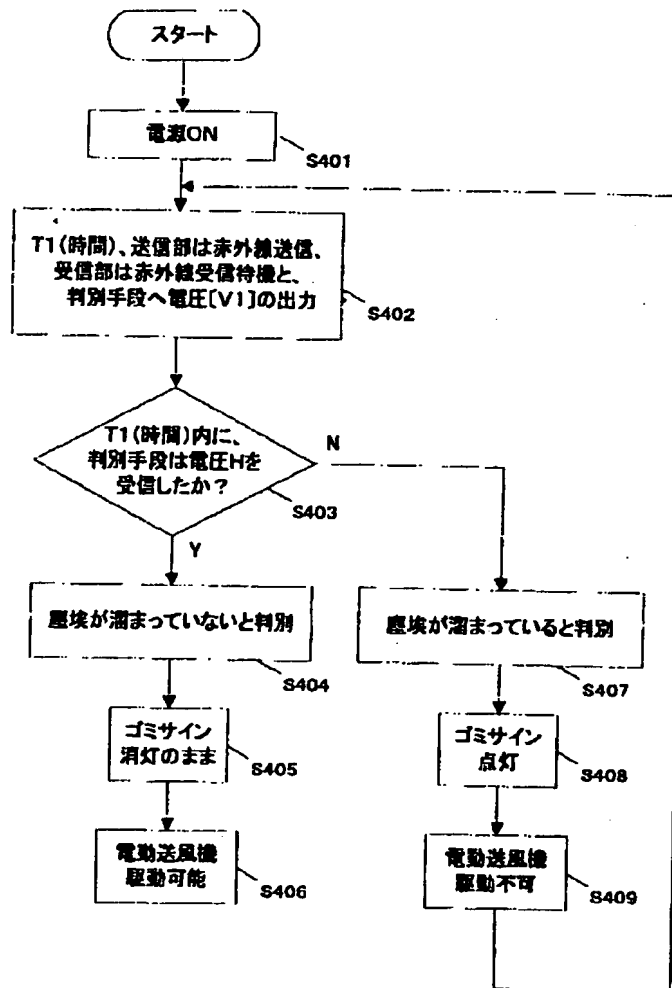 スタート
電源ON
S401
T1(時間)、送信部は赤外線送信、
受信部は赤外線受信待機と、
判別手段へ電圧[V1]の出力
S402
T1(時間)内に、
判別手段は電圧Hを
受信したか?
S403
N
Y
塵埃が溜まっていないと判別
S404
塵埃が溜まっていると判別
S407
ゴミサイン
消灯のまま
S405
ゴミサイン
点灯
S408
電動送風機
駆動可能
S406
電動送風機
駆動不可
S409